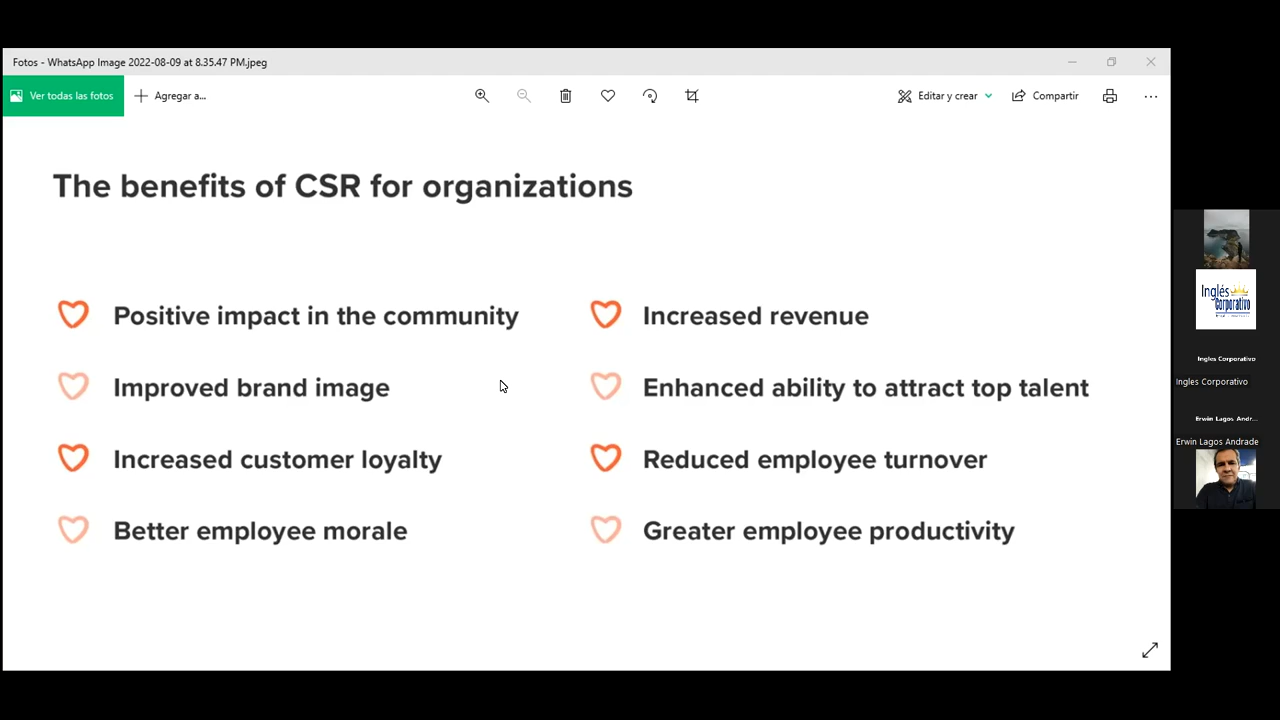 Fotos - WhatsApp Image 2022-08-09 at 8.35.47 PM.jpeg
Ver todas las fotos
Agregar a...
Editar y crear
Compartir
The benefits of CSR for organizations
Positive impact in the community
Increased revenue
Improved brand image
Enhanced ability to attract top talent
Increased customer loyalty
Reduced employee turnover
Better employee morale
Greater employee productivity
Inglés
corporativo
Ingles Corporativo
Ingles Corporativo
Erwin Lagos Andr...
Erwin Lagos Andrade